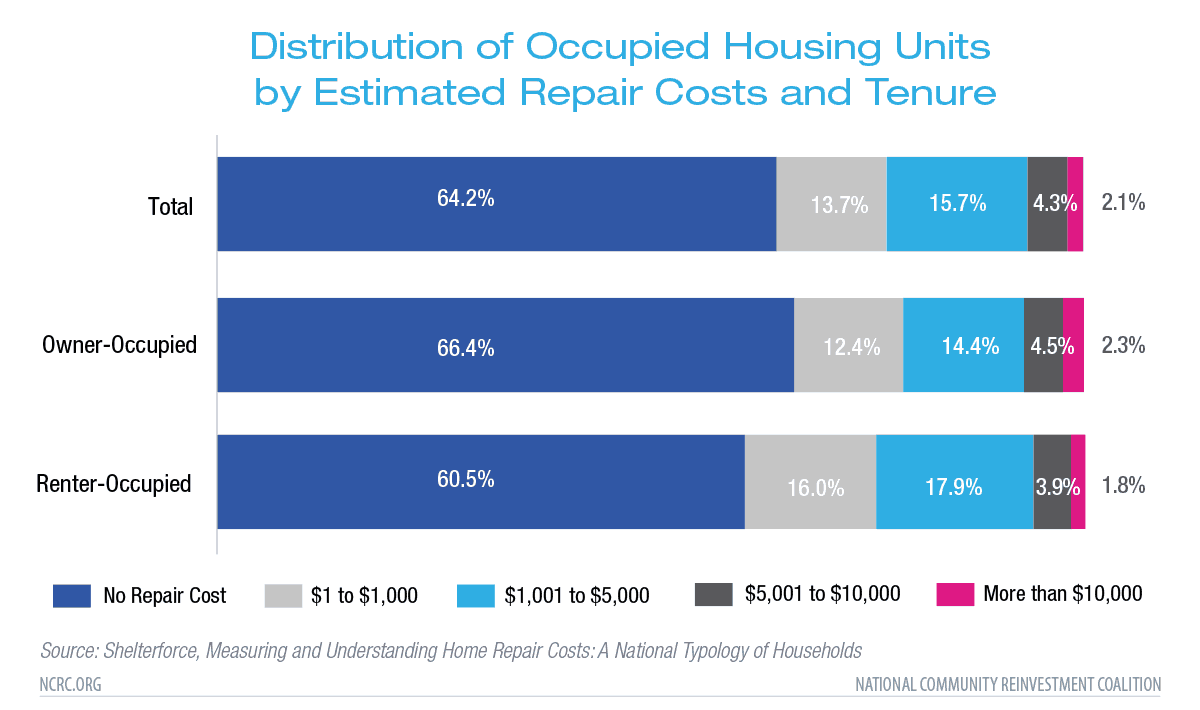 Distribution of Occupied Housing Units
by Estimated Repair Costs and Tenure
Total
64.2%
13.7%
15.7%
4.3%
2.1%
Owner-Occupied
66.4%
12.4%
14.4%
4.5%
2.3%
Renter-Occupied
60.5%
16.0%
17.9%
3.9%
1.8%
No Repair Cost
$1 to $1,000
$1,001 to $5,000
$5,001 to $10,000
More than $10,000
Source: Shelterforce, Measuring and Understanding Home Repair Costs: A National Typology of Households
NCRC.ORG
NATIONAL COMMUNITY REINVESTMENT COALITION